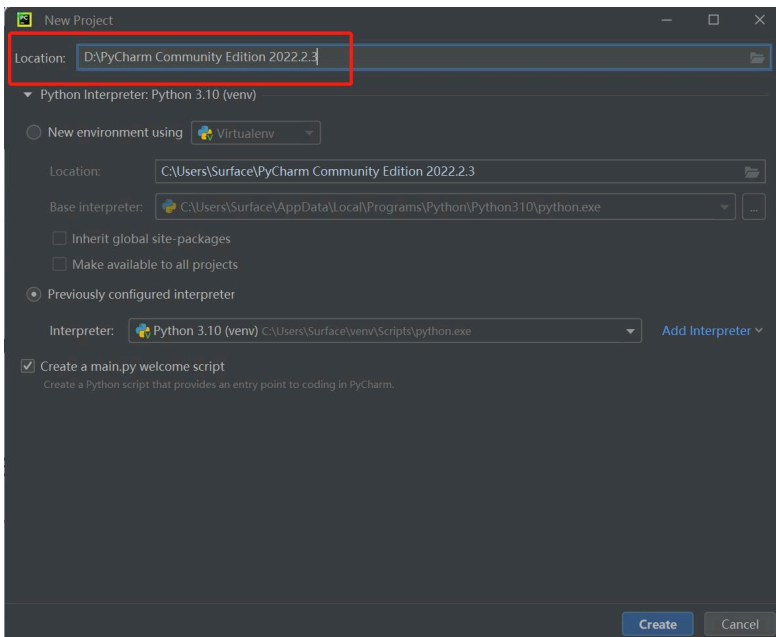 New Project
Location: D:\PyCharm Community Edition 2022.2.3
Python Interpreter: Python 3.10 (venv)
New environment using Virtualenv
Location: C:\Users\Surface\PyCharm Community Edition 2022.2.3
Base interpreter: C:\Users\Surface\AppData\Local\Programs\Python\Python310\python.exe ...
Inherit global site-packages
Make available to all projects
Previously configured interpreter
Interpreter: Python 3.10 (venv) C:\Users\Surface\venv\Scripts\python.exe Add Interpreter
Create a main.py welcome script
Create a Python script that provides an entry point to coding in PyCharm.
Create Cancel